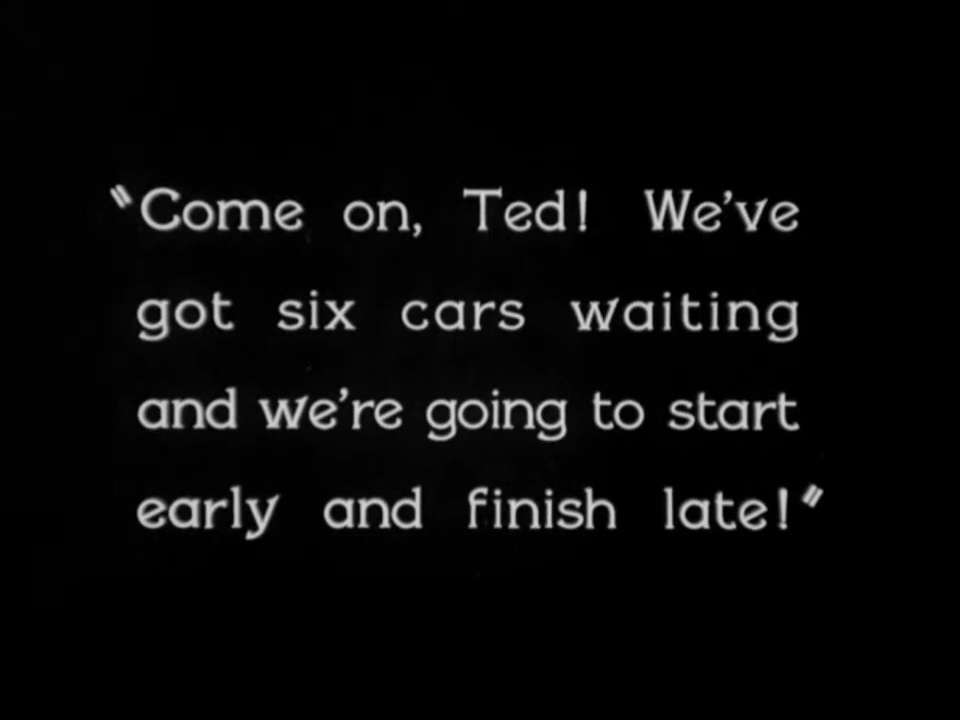 "Come on, Ted! We've
got six cars waiting
and we're going to start
early and finish late!"